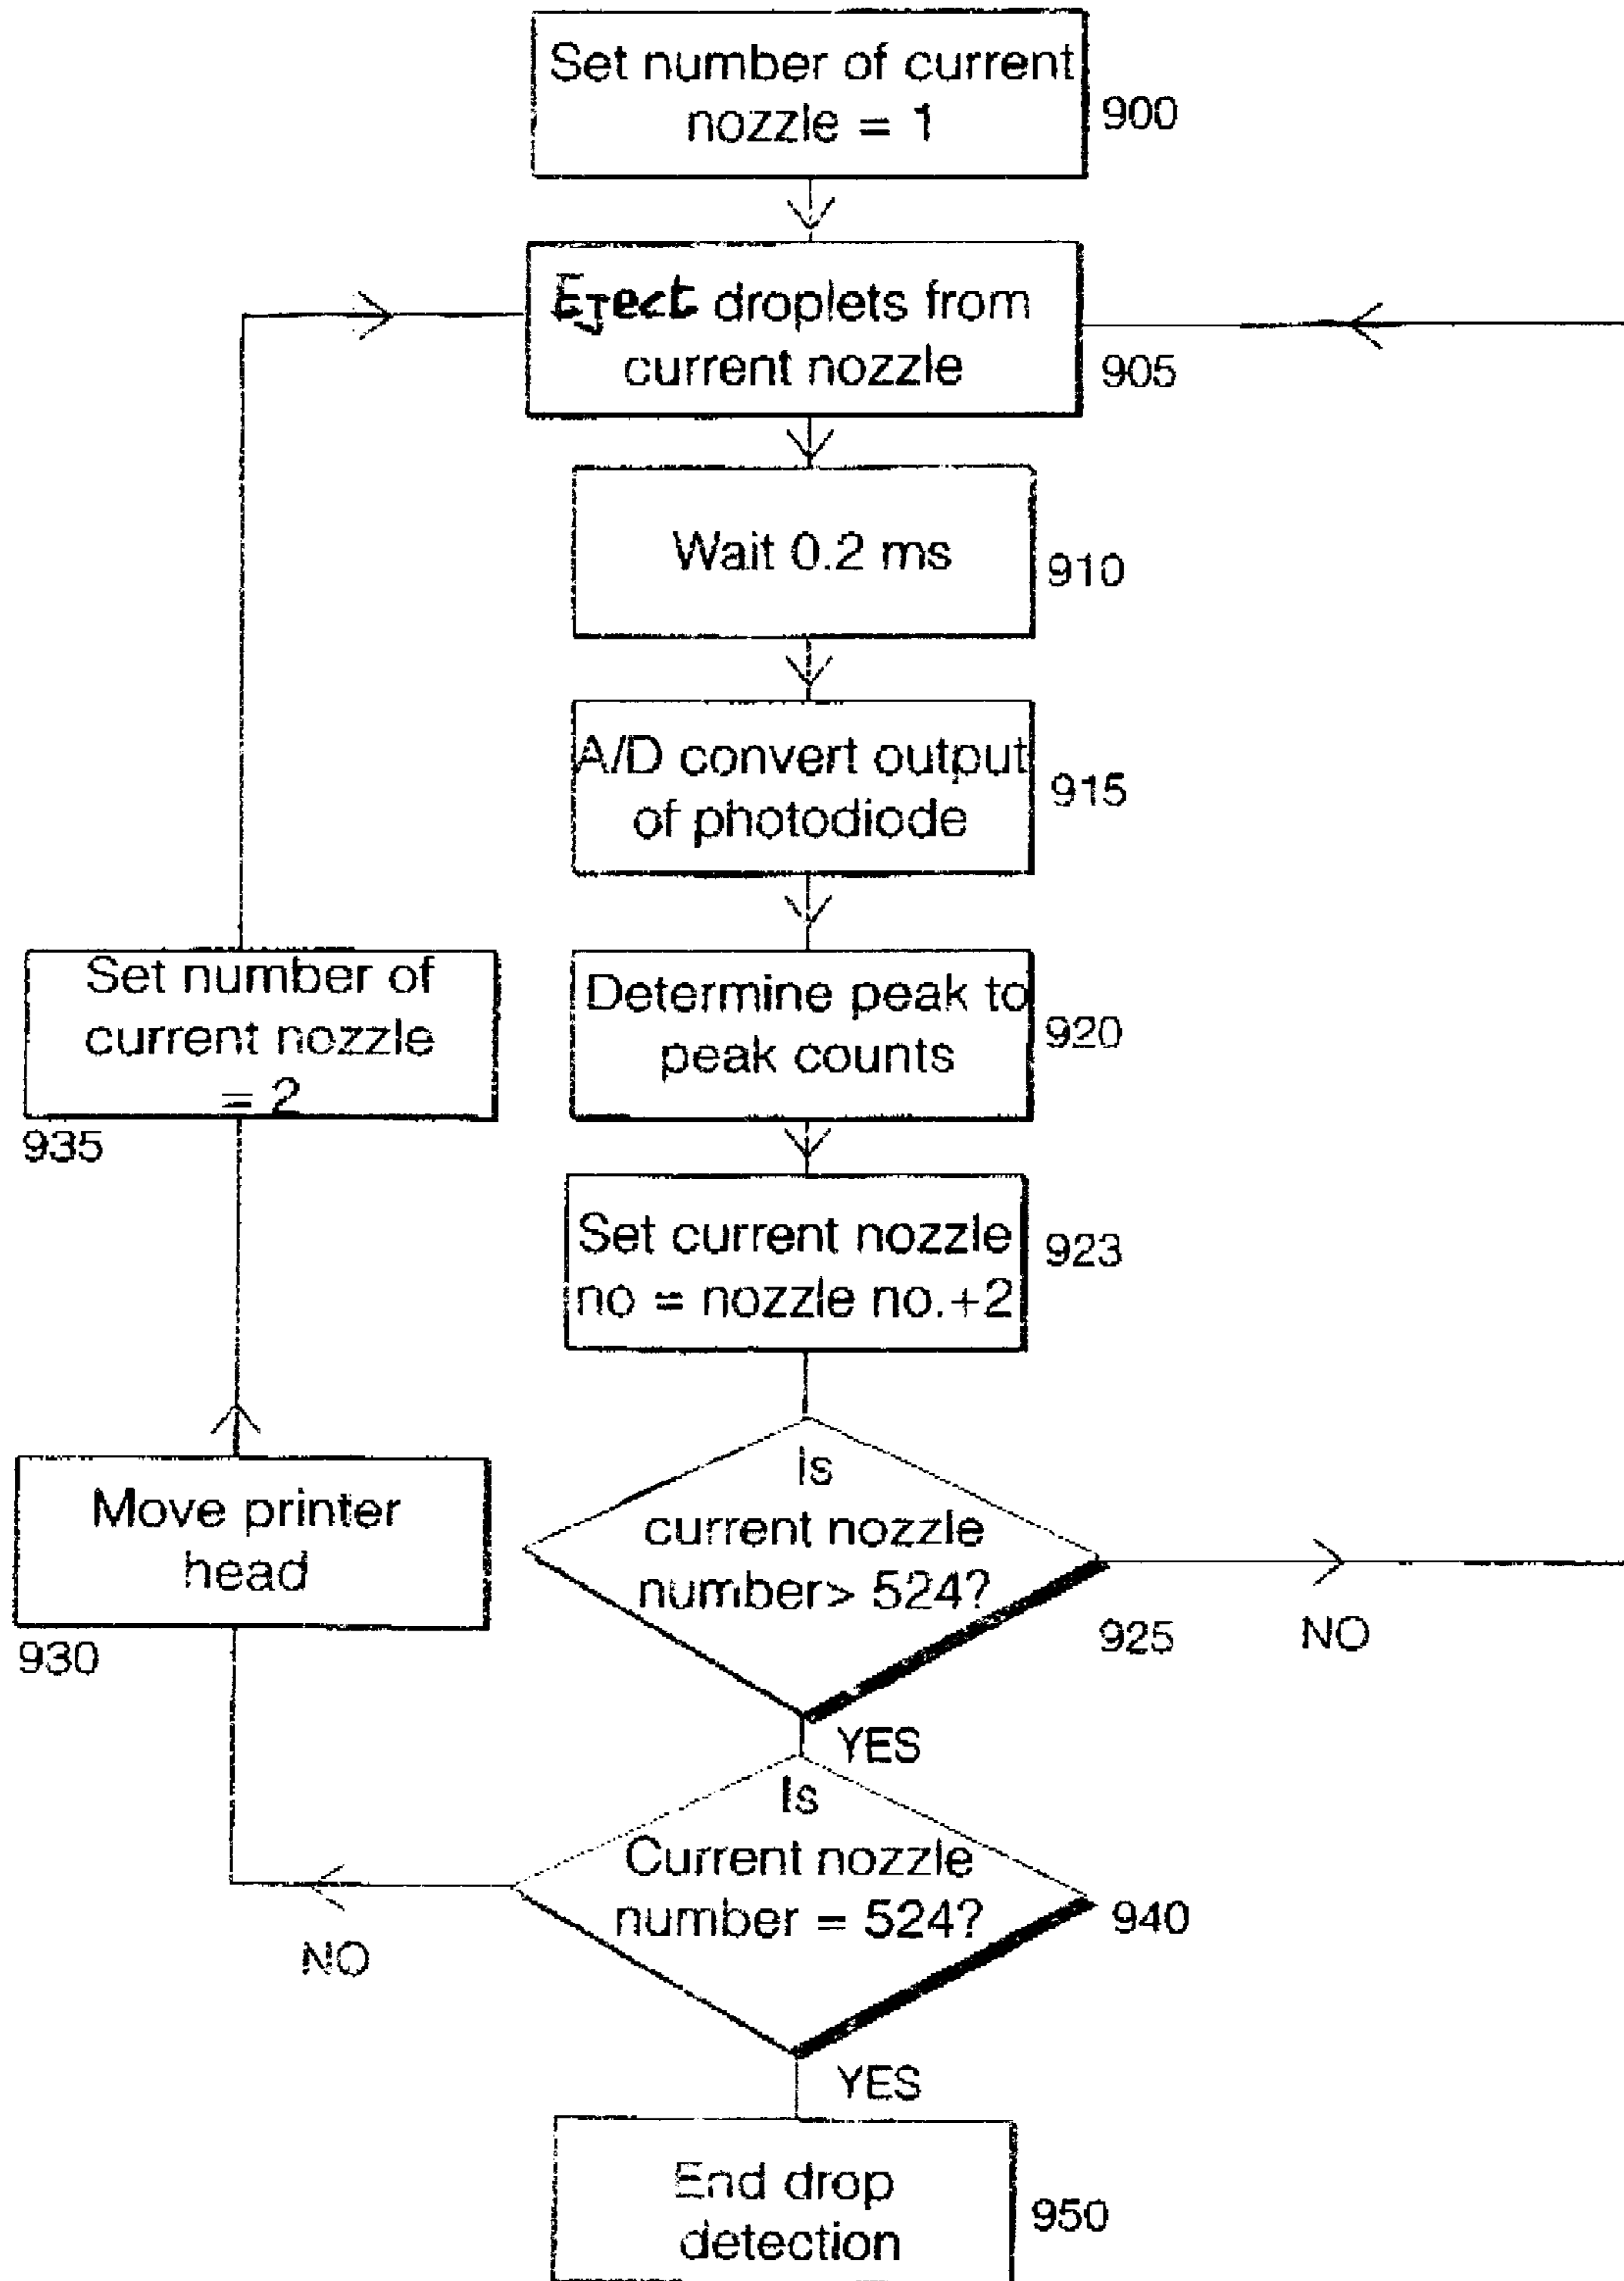 Set number of current
nozzle = 1
900
Eject droplets from
current nozzle
905
Wait 0.2 ms
910
A/D convert output
of photodiode
915
Set number of
current nozzle
= 2
935
Determine peak to
peak counts
920
Set current nozzle
no = nozzle no.+2
923
Move printer
head
930
Is
current nozzle
number> 524?
925
NO
YES
Is
Current nozzle
number = 524?
940
NO
YES
End drop
detection
950